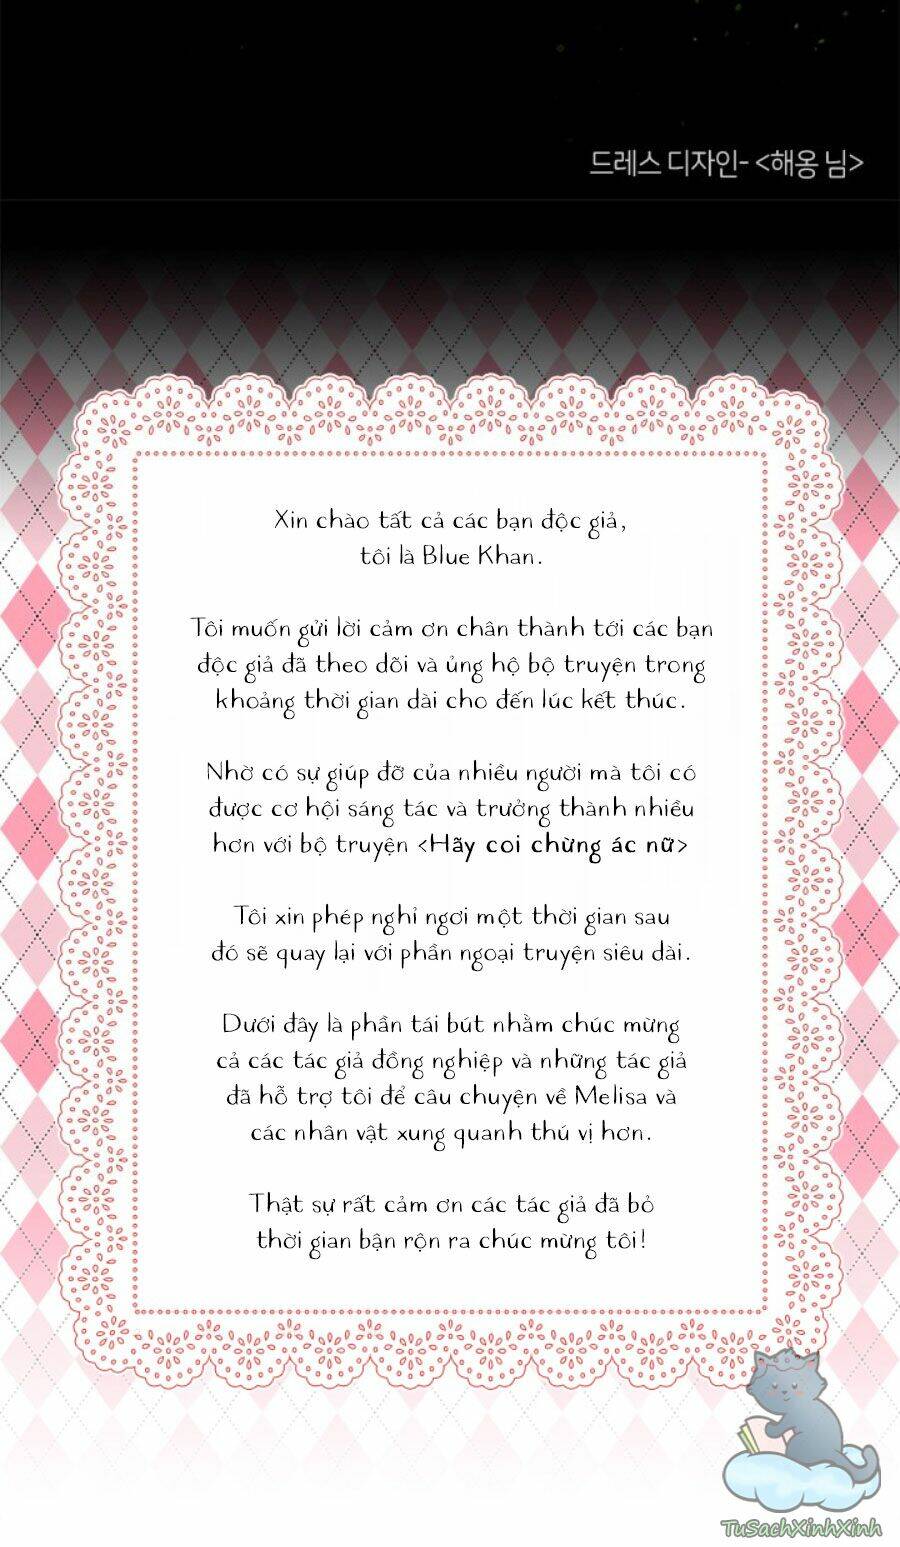 드레스 디자인- <해옹 님>
Xin chào tất cả các bạn độc giả,
tôi là Blue Khan.
Tôi muốn gửi lời cảm ơn chân thành tới các bạn
độc giả đã theo dõi và ủng hộ bộ truyện trong
khoảng thời gian dài cho đến lúc kết thúc.
Nhờ có sự giúp đỡ của nhiều người mà tôi có
được cơ hội sáng tác và trưởng thành nhiều
hơn với bộ truyện <Hãy coi chừng ác nữ>
Tôi xin phép nghỉ ngơi một thời gian sau
đó sẽ quay lại với phần ngoại truyện siêu dài.
Dưới đây là phần tái bút nhằm chúc mừng
cả các tác giả đồng nghiệp và những tác giả
đã hỗ trợ tôi để câu chuyện về Melisa và
các nhân vật xung quanh thú vị hơn.
Thật sự rất cảm ơn các tác giả đã bỏ
thời gian bận rộn ra chúc mừng tôi!
TuSachXinhXinh